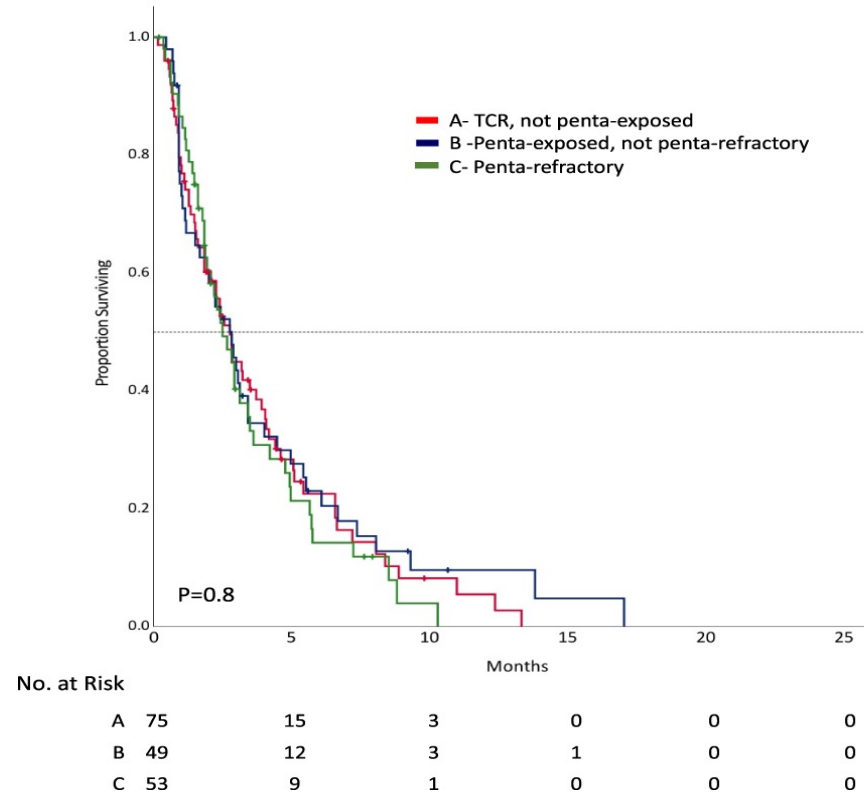 1.0
0.8
0.6
0.4
0.2
0.0
Proportion Surviving
A- TCR, not penta-exposed
B -Penta-exposed, not penta-refractory
C- Penta-refractory
P=0.8
0 5 10 15 20 25
Months
No. at Risk
A 75 15 3 0 0 0
B 49 12 3 1 0 0
C 53 9 1 0 0 0